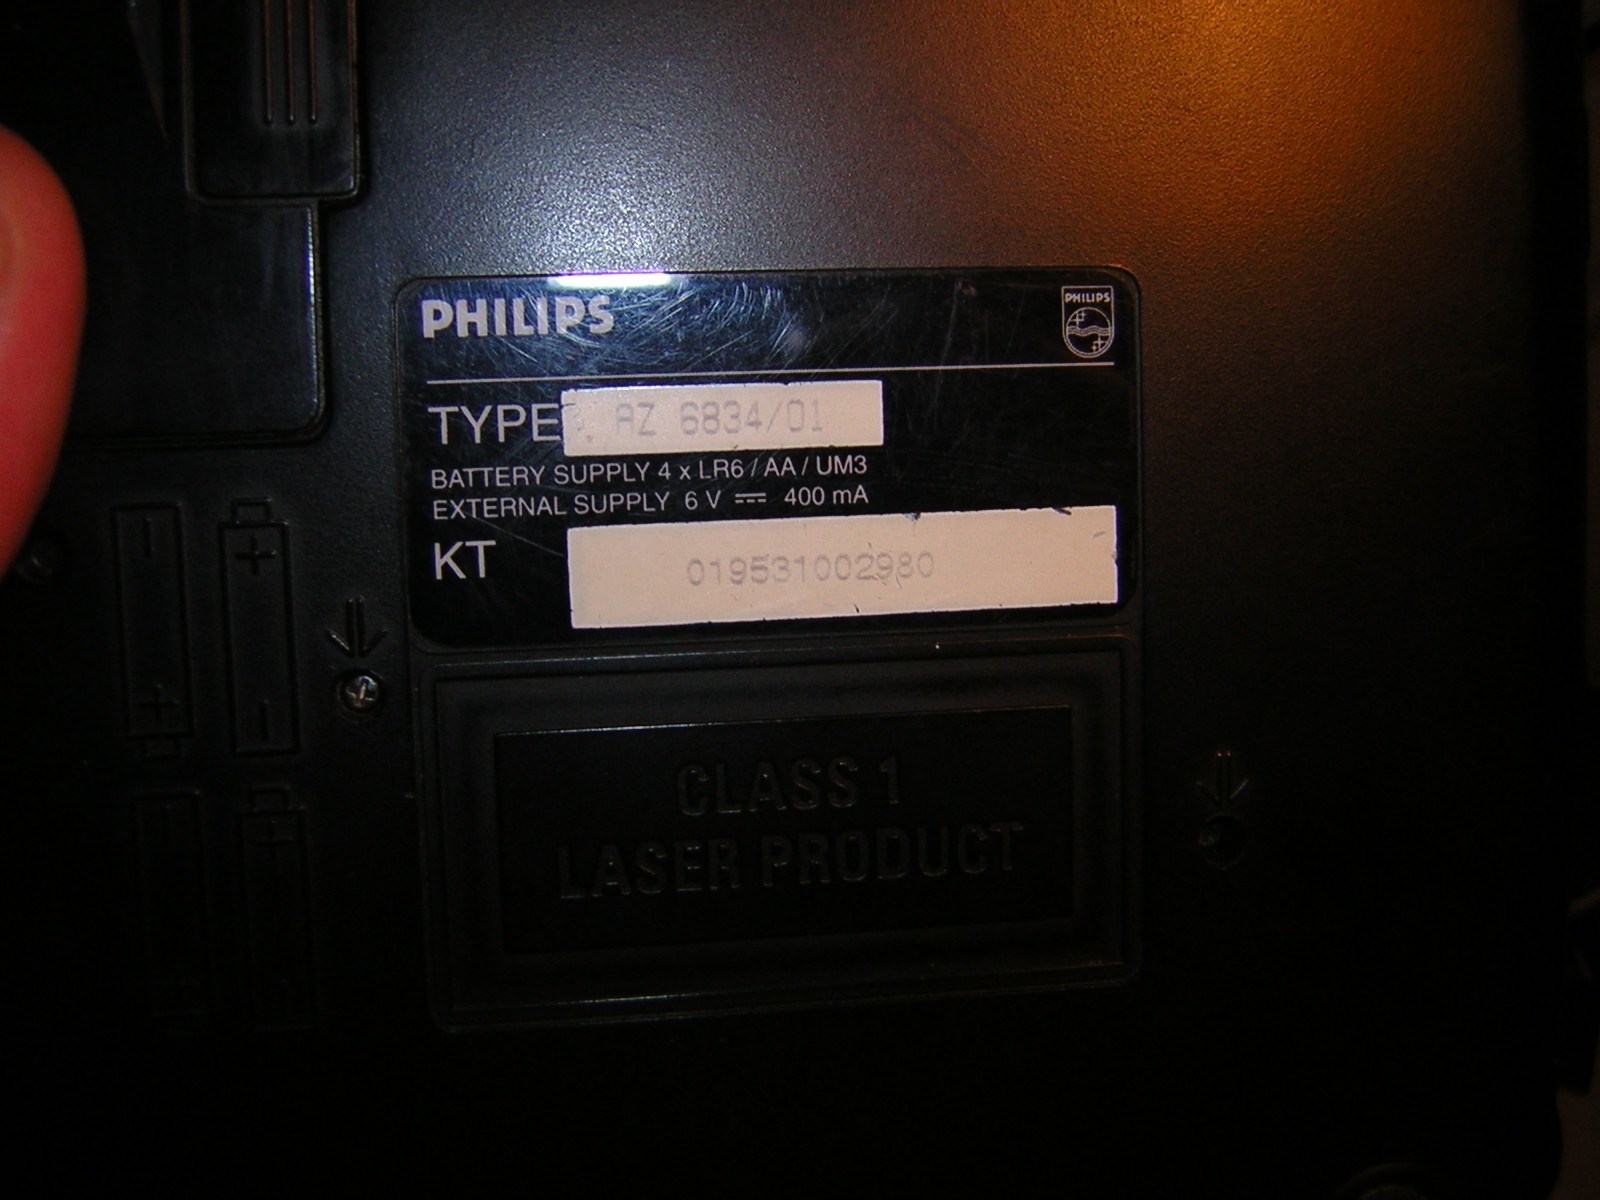 PHILIPS
PHILIPS
TYPE AZ 6834/01
BATTERY SUPPLY 4 x LR6 / AA / UM3
EXTERNAL SUPPLY 6 V ⎓ 400 mA
KT 019531002980
CLASS 1
LASER PRODUCT